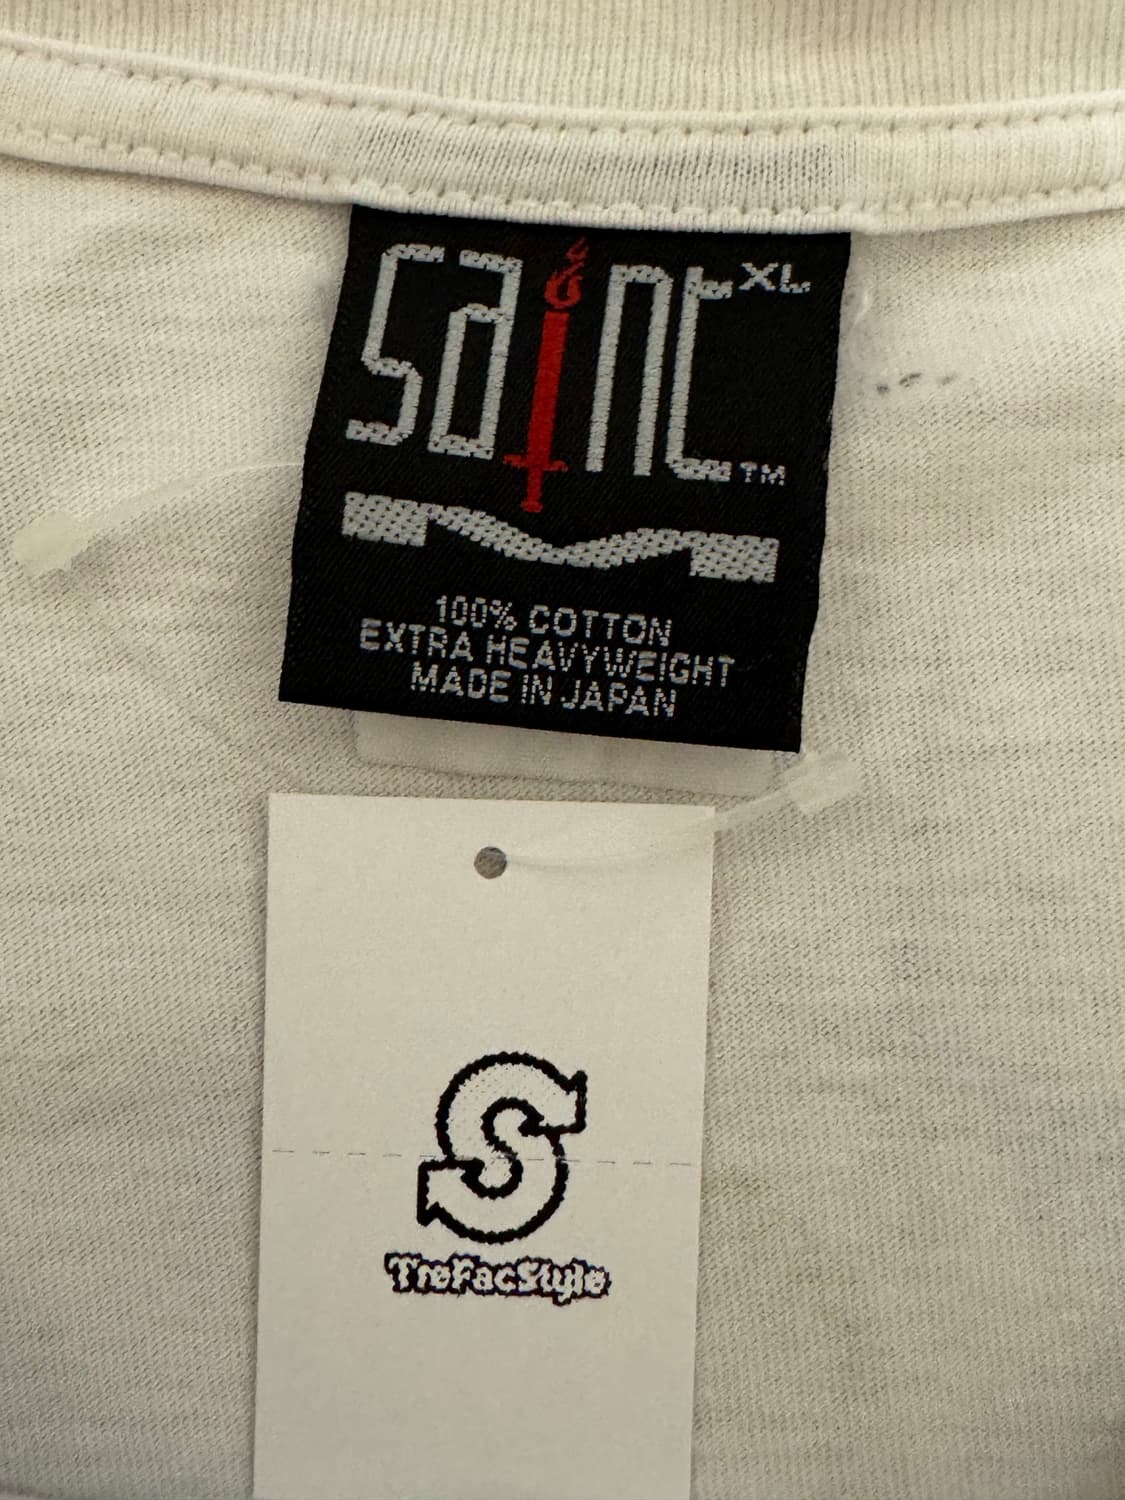 saint XL
TM
100% COTTON
EXTRA HEAVYWEIGHT
MADE IN JAPAN
S
TreFacStyle